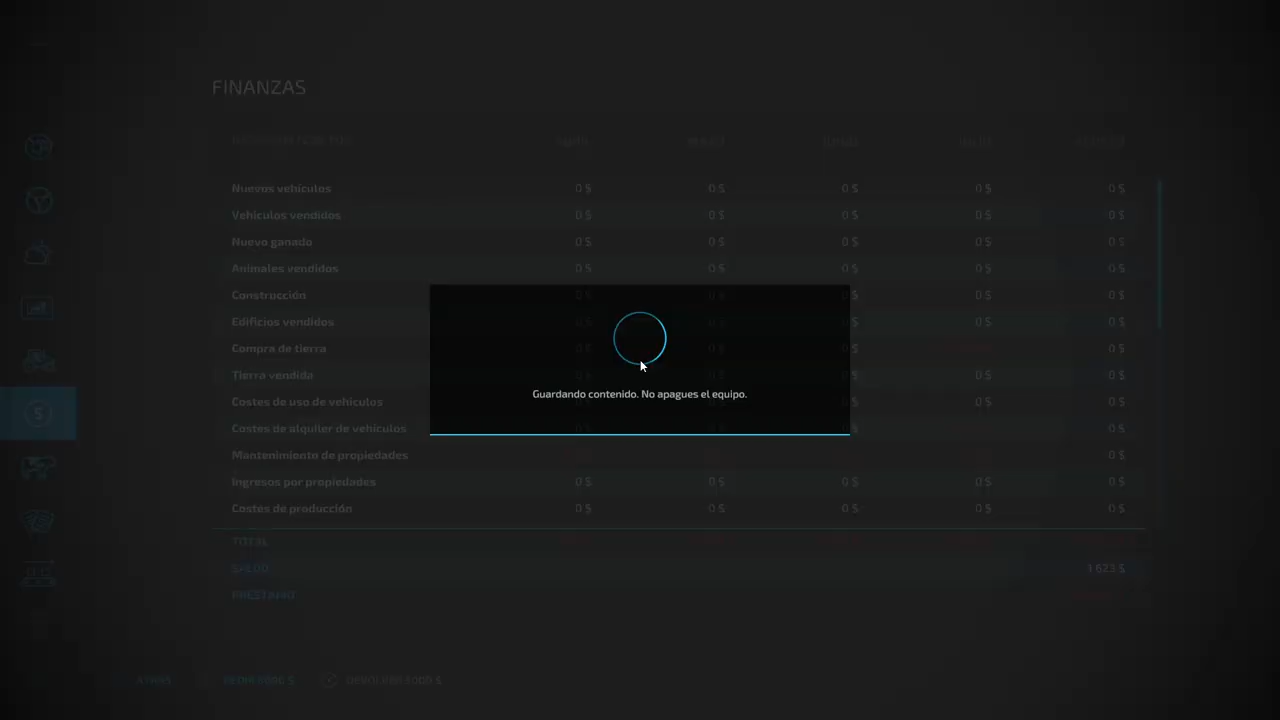 FINANZAS
Nuevos vehículos 0 $ 0 $ 0 $ 0 $ 0 $
Vehículos vendidos 0 $ 0 $ 0 $ 0 $ 0 $
Nuevo ganado 0 $ 0 $ 0 $ 0 $ 0 $
Animales vendidos 0 $ 0 $ 0 $ 0 $ 0 $
Construcción 0 $ 0 $
Edificios vendidos 0 $ 0 $
Compra de tierra 0 $
Tierra vendida 0 $ 0 $
Costes de uso de vehículos 0 $ 0 $
Costes de alquiler de vehículos 0 $
Mantenimiento de propiedades 0 $
Ingresos por propiedades 0 $ 0 $ 0 $ 0 $ 0 $
Costes de producción 0 $ 0 $ 0 $ 0 $ 0 $
Guardando contenido. No apagues el equipo.
TOTAL
SALDO 1 623 $
PRÉSTAMO
ATRÁS